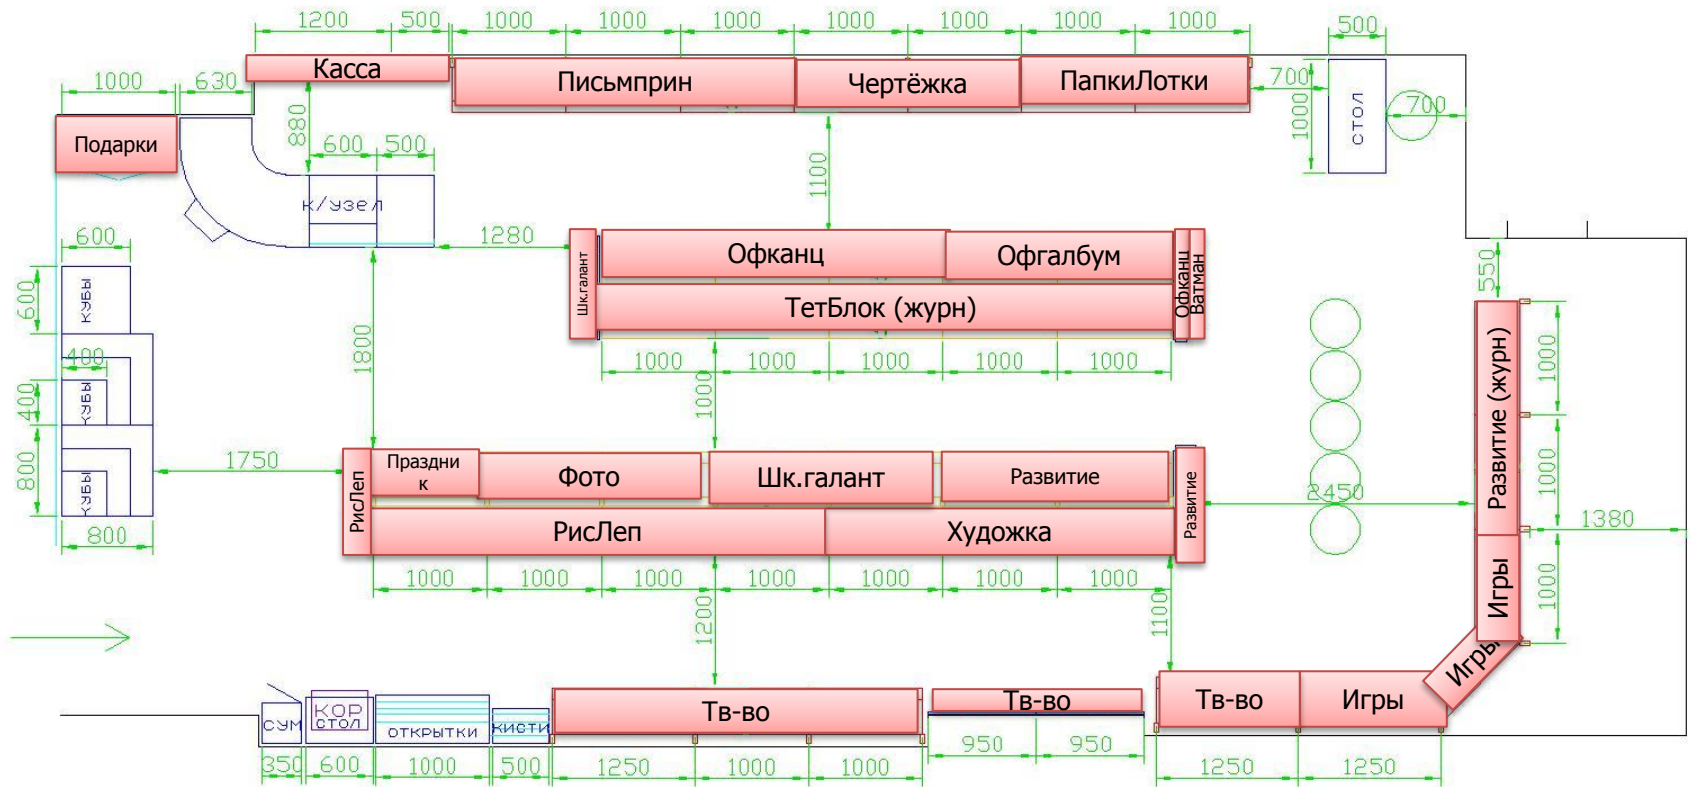 1200 500 1000 1000 1000 1000 1000 1000 1000 500
Касса
Письмприн
Чертёжка
ПапкиЛотки
1000 630
700
1000
стол
700
880
Подарки
600 500
1100
к/узел
600
1280
Шк.галант
Офканц
Офгалбум
Офканц
Ватман
ТетБлок (журн)
550
600
кубы
1800
400
400
кубы
1000 1000 1000 1000 1000
1000
1000
Развитие (журн)
800
кубы
1750
РисЛеп
Праздни
к
Фото
Шк.галант
Развитие
Развитие
2450
1000
1380
800
РисЛеп
Художка
1000 1000 1000 1000 1000 1000 1000
Игры
1000
1200
1100
Игры
сум
КОР
стол
открытки
кисти
Тв-во
Тв-во
Тв-во
Игры
350 600 1000 500 1250 1000 1000
950 950
1250 1250